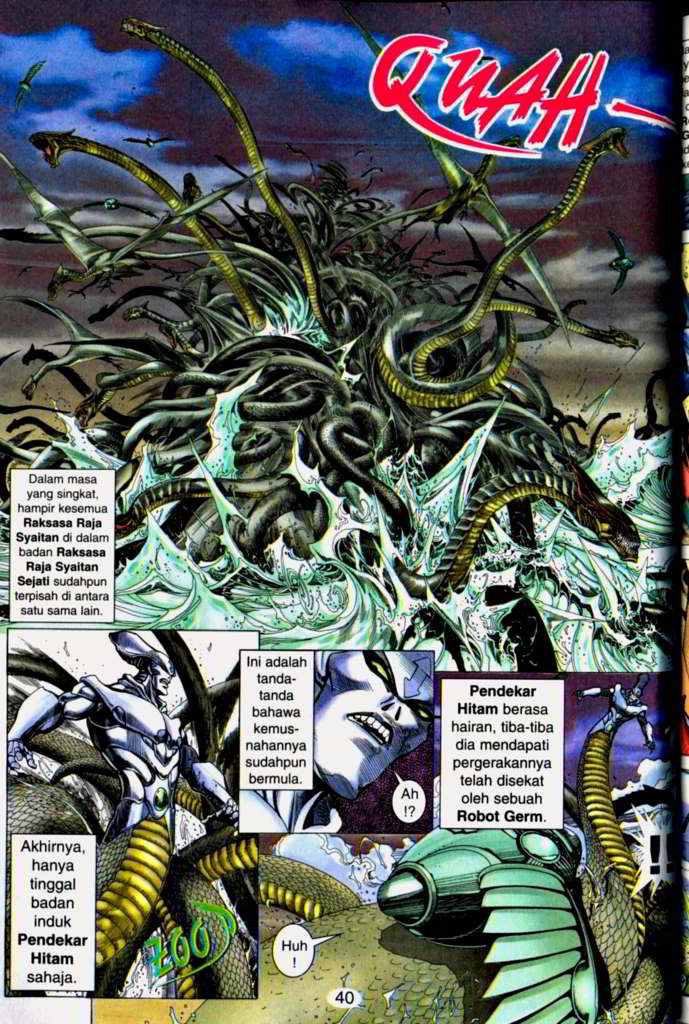 QUAH—
Dalam masa
yang singkat,
hampir kesemua
Raksasa Raja
Syaitan di dalam
badan Raksasa
Raja Syaitan
Sejati sudahpun
terpisah di antara
satu sama lain.
Akhirnya,
hanya
tinggal
badan
induk
Pendekar
Hitam
sahaja.
ZOO
Ini adalah
tanda-
tanda
bahawa
kemus-
nahannya
sudahpun
bermula.
Ah
!?
Pendekar
Hitam berasa
hairan, tiba-tiba
dia mendapati
pergerakannya
telah disekat
oleh sebuah
Robot Germ.
!!
Huh
!
40